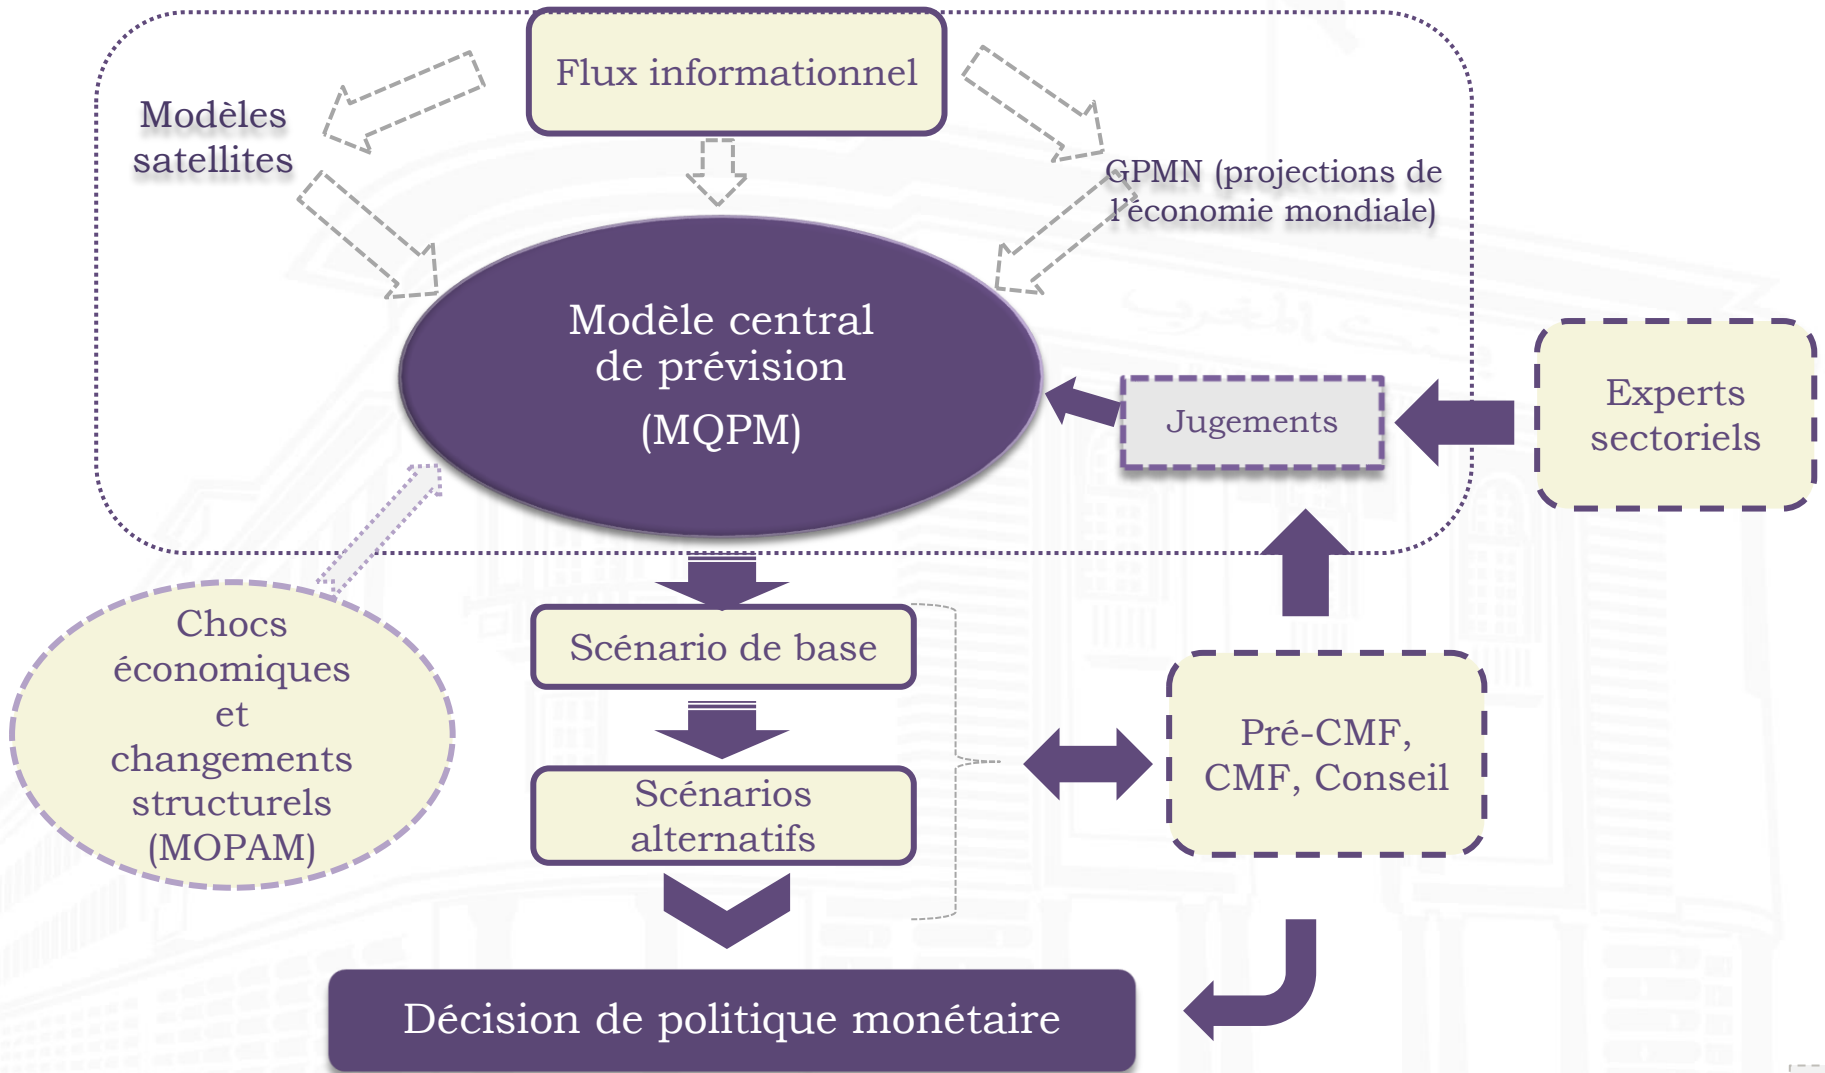 Flux informationnel
Modèles
satellites
GPMN (projections de
l'économie mondiale)
Modèle central
de prévision
(MQPM)
Jugements
Experts
sectoriels
Chocs
économiques
et
changements
structurels
(MOPAM)
Scénario de base
Scénarios
alternatifs
Pré-CMF,
CMF, Conseil
Décision de politique monétaire